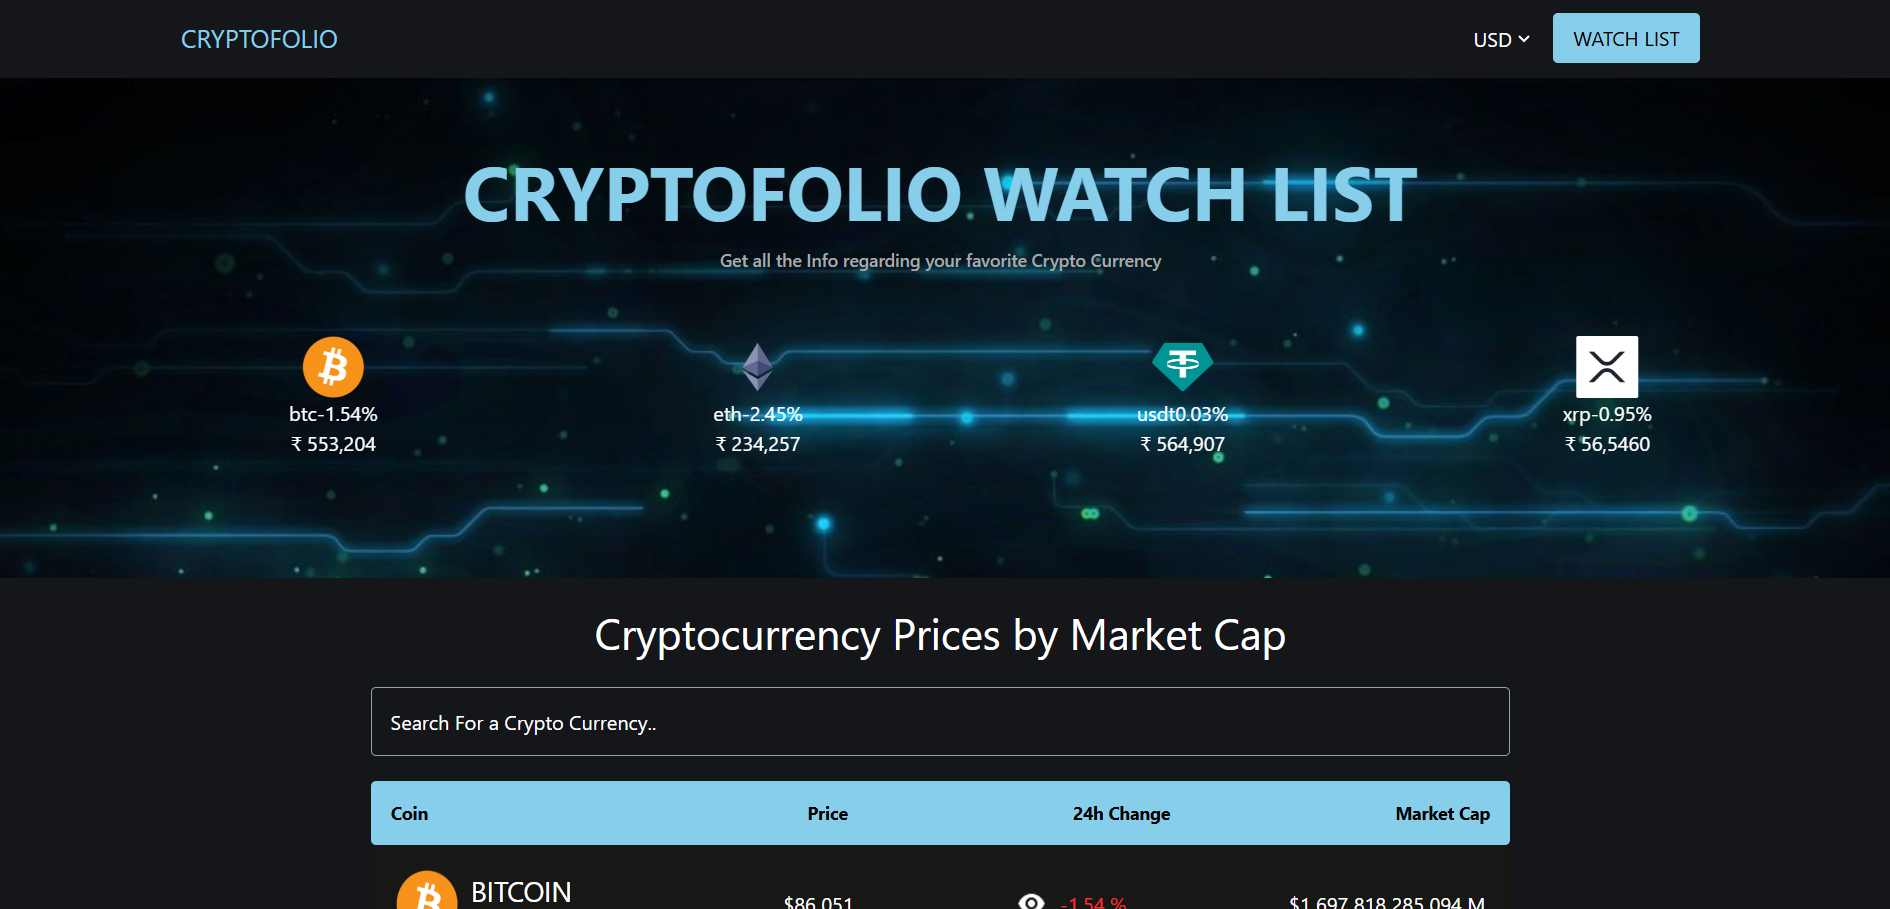 CRYPTOFOLIO
USD
WATCH LIST
CRYPTOFOLIO WATCH LIST
Get all the Info regarding your favorite Crypto Currency
btc-1.54%
₹ 553,204
eth-2.45%
₹ 234,257
usdt0.03%
₹ 564,907
xrp-0.95%
₹ 56,5460
Cryptocurrency Prices by Market Cap
Search For a Crypto Currency..
Coin Price 24h Change Market Cap
BITCOIN
$86,051 -1.54 % $1,697,818,285,094 M